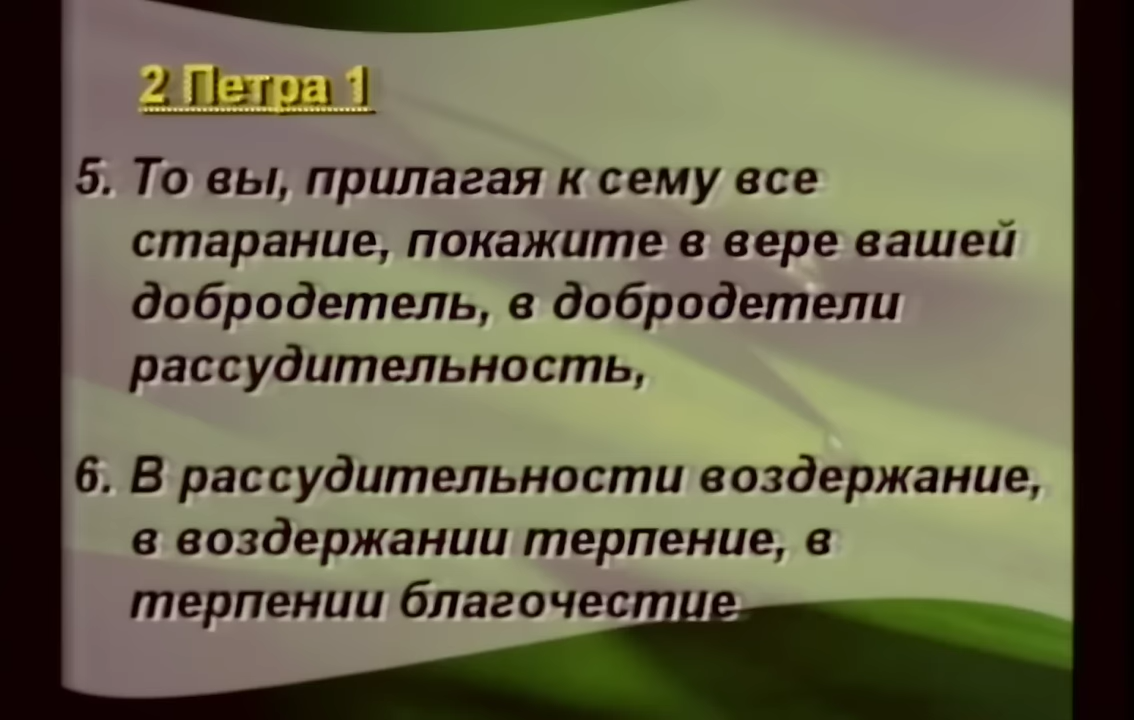 2 Петра 1
5. То вы, прилагая к сему все
старание, покажите в вере вашей
добродетель, в добродетели
рассудительность,
6. В рассудительности воздержание,
в воздержании терпение, в
терпении благочестие